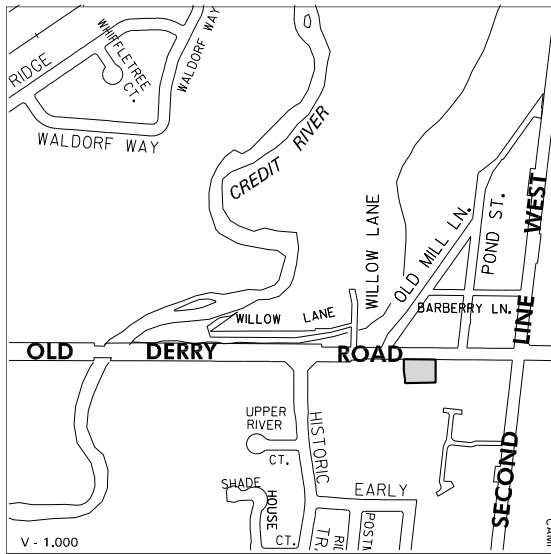 RIDGE
WHIFFLETREE
CT.
WALDORF WAY
WALDORF WAY
CREDIT RIVER
WILLOW LANE
OLD MILL LN.
POND ST.
WILLOW LANE
BARBERRY LN.
OLD DERRY ROAD
SECOND LINE WEST
UPPER
RIVER
CT.
HISTORIC
TR.
SHADE
HOUSE
CT.
EARLY
V - 1.000